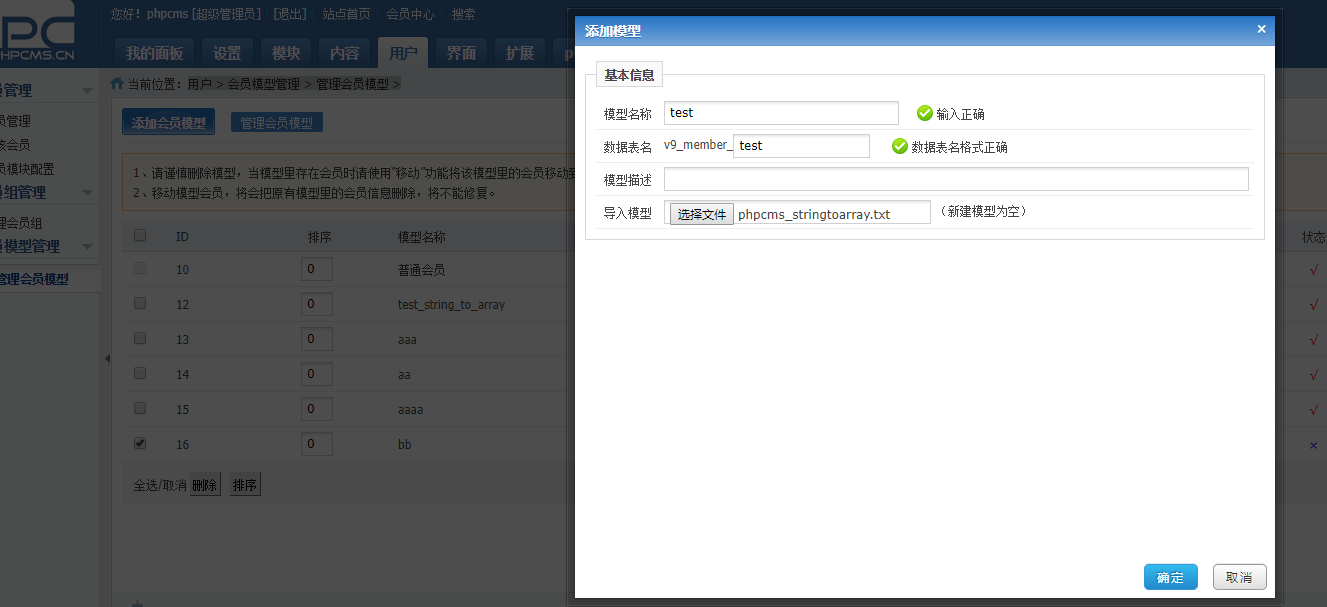 PC
HPCMS.CN
您好！phpcms [超级管理员] [退出] 站点首页 会员中心 搜索
我的面板 设置 模块 内容 用户 界面 扩展 p
当前位置：用户 > 会员模型管理 > 管理会员模型 >
添加会员模型 管理会员模型
管理
员管理
核会员
员模块配置
组管理
理会员组
模型管理
管理会员模型
1、请谨慎删除模型，当模型里存在会员时请使用“移动”功能将该模型里的会员移动到
2、移动模型会员，将会把原有模型里的会员信息删除，将不能修复。
ID 排序 模型名称 状态
10 0 普通会员 √
12 0 test_string_to_array √
13 0 aaa √
14 0 aa √
15 0 aaaa √
16 0 bb ×
全选/取消 删除 排序
添加模型 ×
基本信息
模型名称 test 输入正确
数据表名 v9_member_ test 数据表名格式正确
模型描述
导入模型 选择文件 phpcms_stringtoarray.txt （新建模型为空）
确定 取消